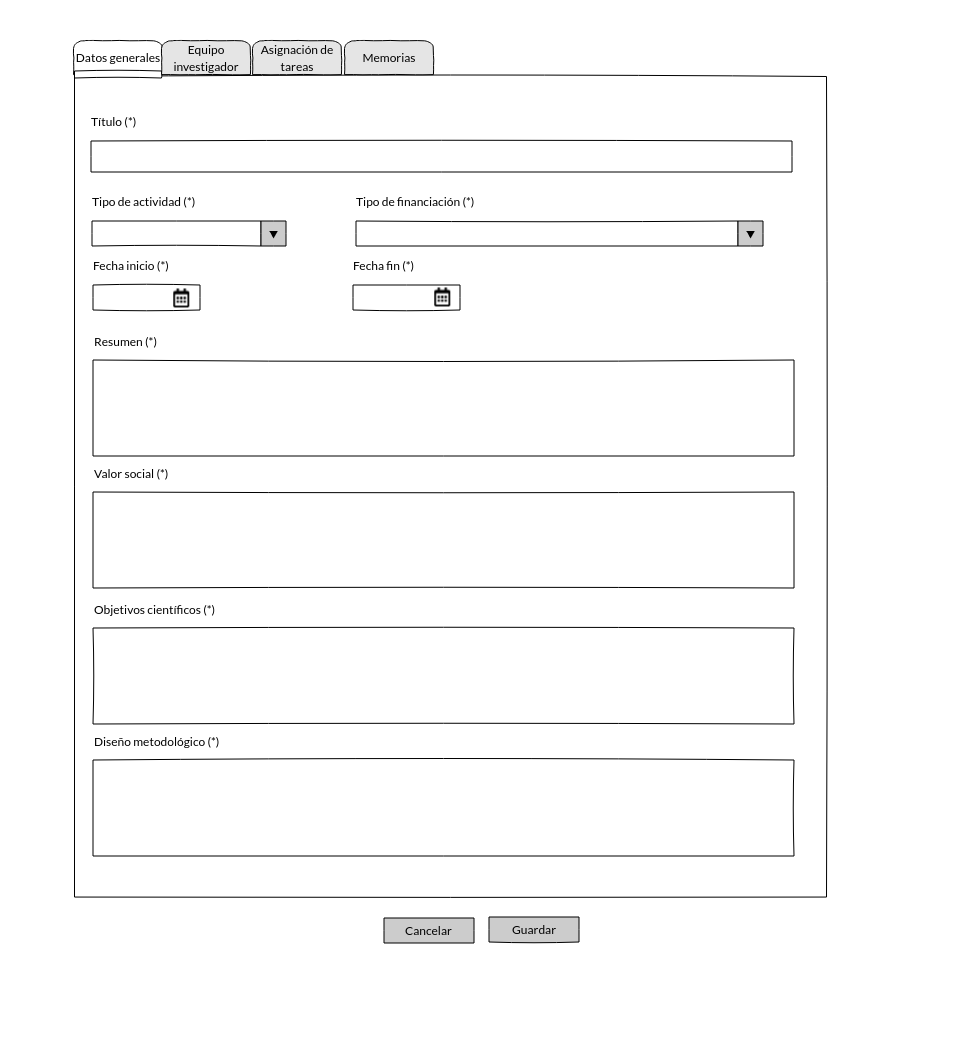 Datos generales
Equipo
investigador
Asignación de
tareas
Memorias
Título (*)
Tipo de actividad (*)
Tipo de financiación (*)
Fecha inicio (*)
Fecha fin (*)
Resumen (*)
Valor social (*)
Objetivos científicos (*)
Diseño metodológico (*)
Cancelar
Guardar